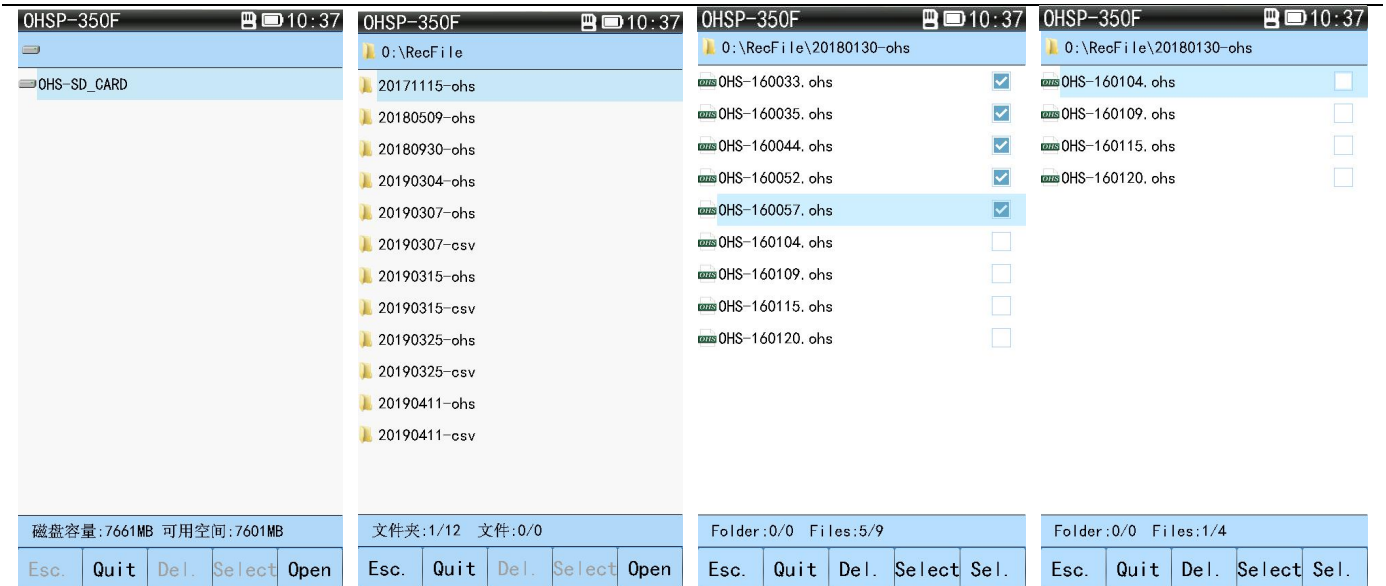 OHSP-350F
10:37
OHS-SD_CARD
磁盘容量:7661MB 可用空间:7601MB
Esc. Quit Del. Select Open
OHSP-350F
10:37
0:\RecFile
20171115-ohs
20180509-ohs
20180930-ohs
20190304-ohs
20190307-ohs
20190307-csv
20190315-ohs
20190315-csv
20190325-ohs
20190325-csv
20190411-ohs
20190411-csv
文件夹:1/12 文件:0/0
Esc. Quit Del. Select Open
OHSP-350F
10:37
0:\RecFile\20180130-ohs
OHS-160033.ohs
OHS-160035.ohs
OHS-160044.ohs
OHS-160052.ohs
OHS-160057.ohs
OHS-160104.ohs
OHS-160109.ohs
OHS-160115.ohs
OHS-160120.ohs
Folder:0/0 Files:5/9
Esc. Quit Del. Select Sel.
OHSP-350F
10:37
0:\RecFile\20180130-ohs
OHS-160104.ohs
OHS-160109.ohs
OHS-160115.ohs
OHS-160120.ohs
Folder:0/0 Files:1/4
Esc. Quit Del. Select Sel.